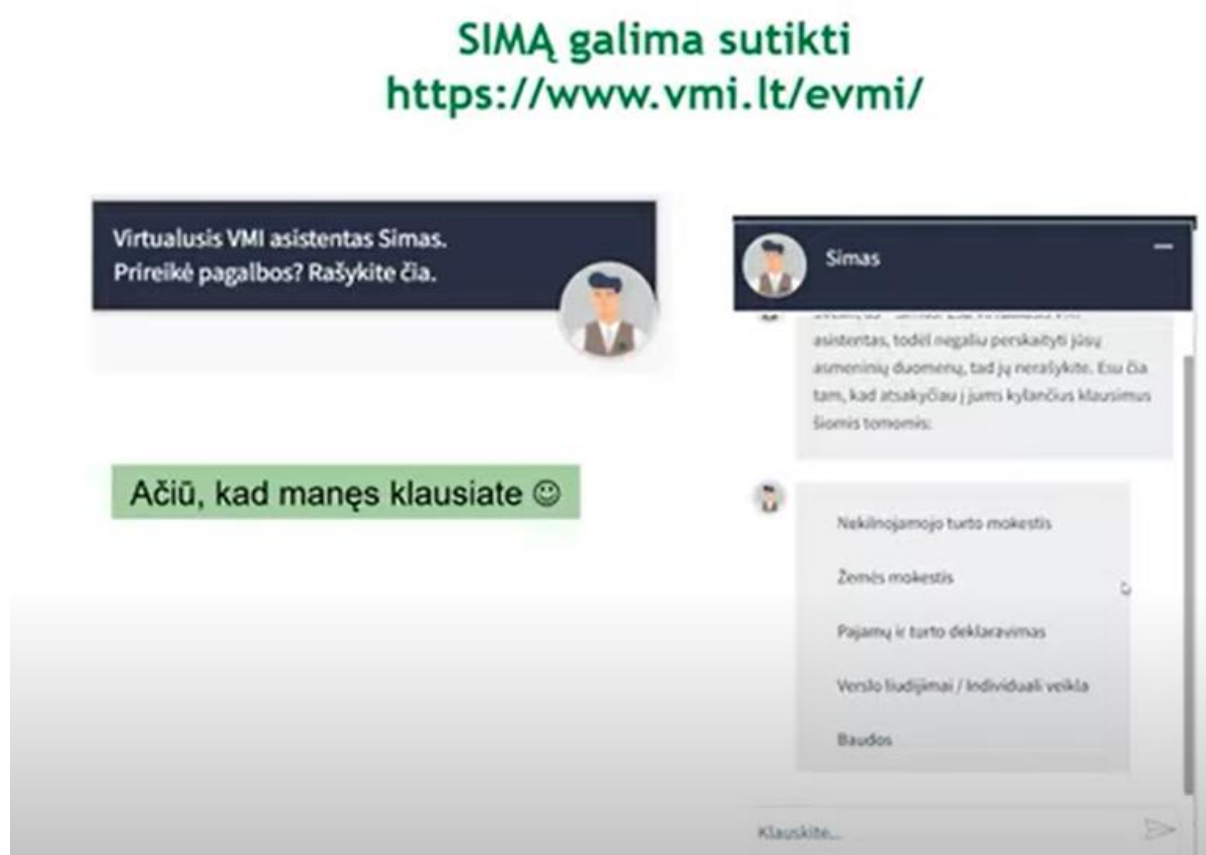 SIMĄ galima sutikti
https://www.vmi.lt/evmi/
Virtualusis VMI asistentas Simas.
Prireikė pagalbos? Rašykite čia.
Ačiū, kad manęs klausiate ☺
Simas
asistentas, todėl negaliu perskaityti jūsų
asmeninių duomenų, tad jų nerašykite. Esu čia
tam, kad atsakyčiau į jums kylančius klausimus
šiomis tomomis:
Nekilnojamojo turto mokestis
Žemės mokestis
Pajamų ir turto deklaravimas
Verslo liudijimai / Individuali veikla
Baudos
Klauskite...